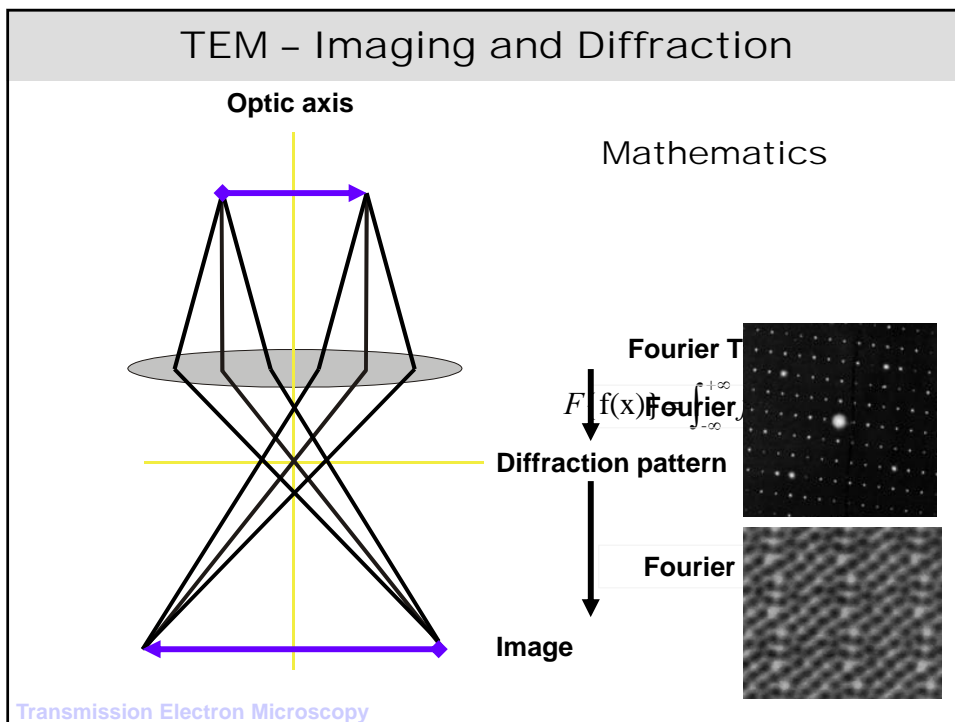 TEM – Imaging and Diffraction
Optic axis
Mathematics
Fourier T
F{f(x)} = ∫-∞+∞
Fourier
Diffraction pattern
Fourier
Image
Transmission Electron Microscopy